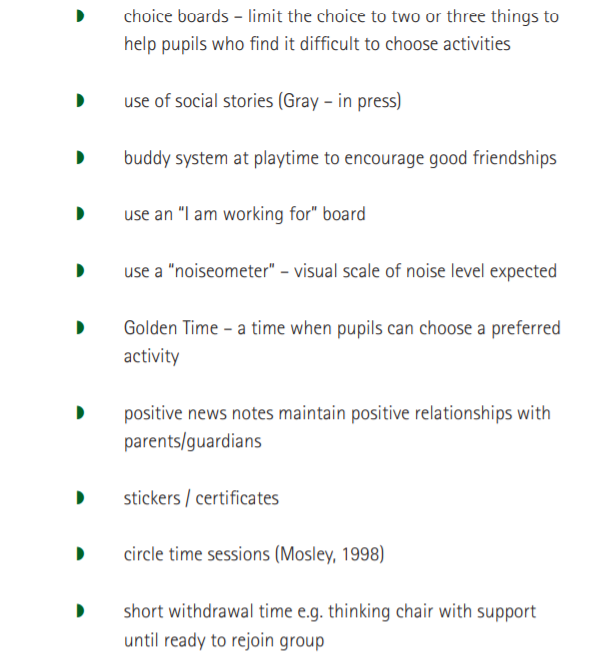 choice boards – limit the choice to two or three things to
help pupils who find it difficult to choose activities
use of social stories (Gray – in press)
buddy system at playtime to encourage good friendships
use an “I am working for” board
use a “noiseometer” – visual scale of noise level expected
Golden Time – a time when pupils can choose a preferred
activity
positive news notes maintain positive relationships with
parents/guardians
stickers / certificates
circle time sessions (Mosley, 1998)
short withdrawal time e.g. thinking chair with support
until ready to rejoin group